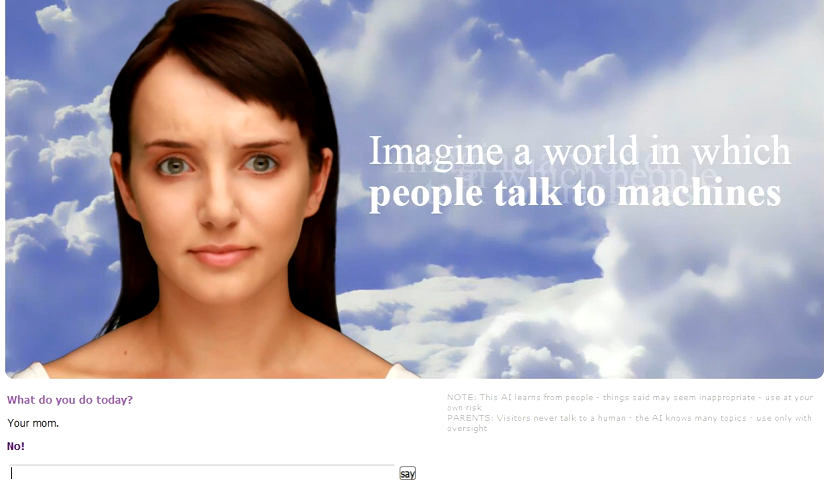 Imagine a world in which
people talk to machines
What do you do today?
Your mom.
No!
say
NOTE: This AI learns from people - things said may seem inappropriate - use at your
own risk
PARENTS: Visitors never talk to a human - the AI knows many topics - use only with
oversight